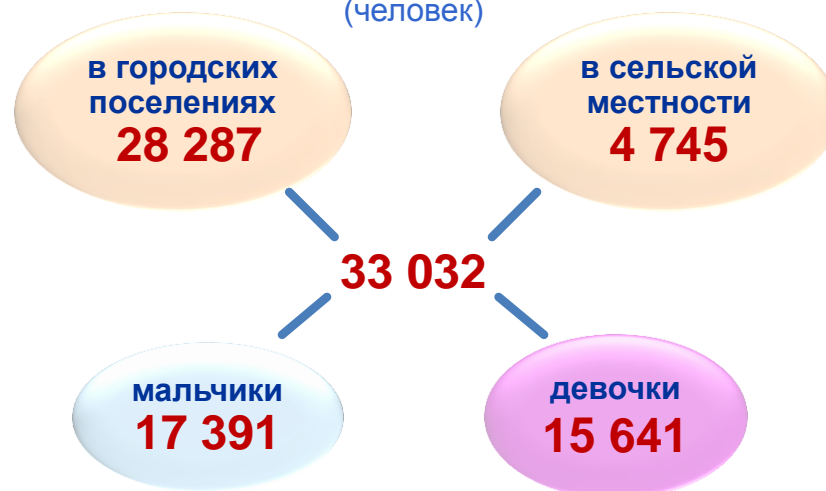 (человек)
в городских
поселениях
28 287
в сельской
местности
4 745
33 032
мальчики
17 391
девочки
15 641